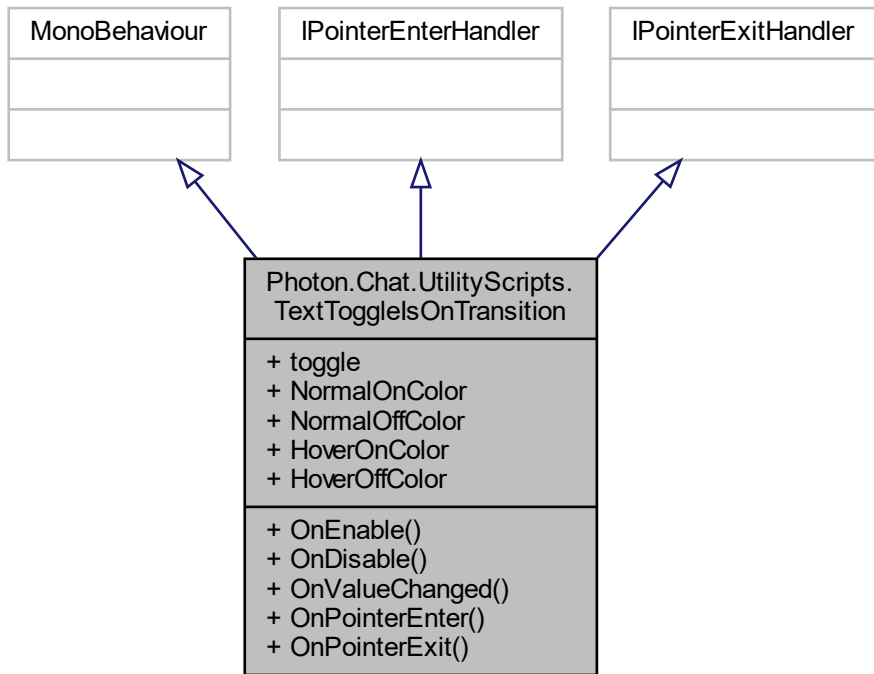 MonoBehaviour
IPointerEnterHandler
IPointerExitHandler
Photon.Chat.UtilityScripts.
TextToggleIsOnTransition
+ toggle
+ NormalOnColor
+ NormalOffColor
+ HoverOnColor
+ HoverOffColor
+ OnEnable()
+ OnDisable()
+ OnValueChanged()
+ OnPointerEnter()
+ OnPointerExit()